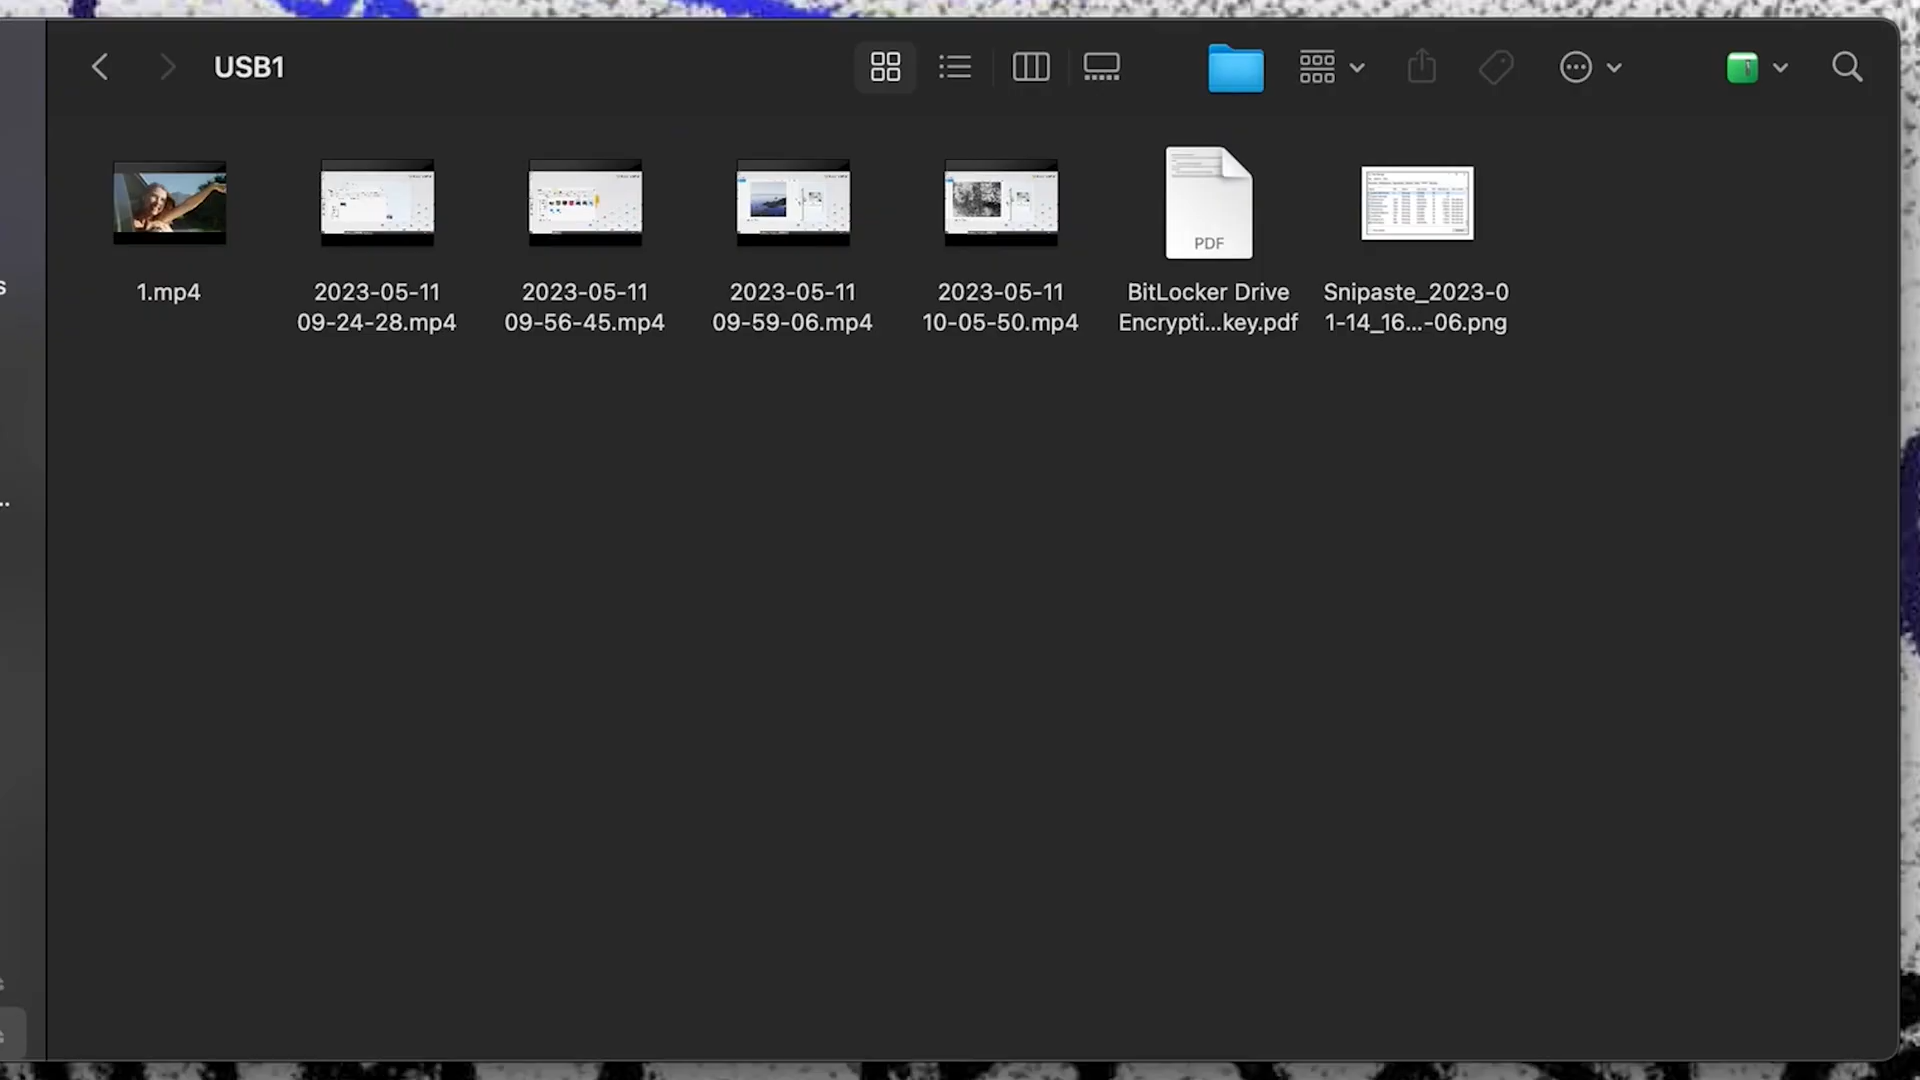 USB1
1.mp4
2023-05-11
09-24-28.mp4
2023-05-11
09-56-45.mp4
2023-05-11
09-59-06.mp4
2023-05-11
10-05-50.mp4
PDF
BitLocker Drive
Encrypti...key.pdf
Snipaste_2023-0
1-14_16...-06.png